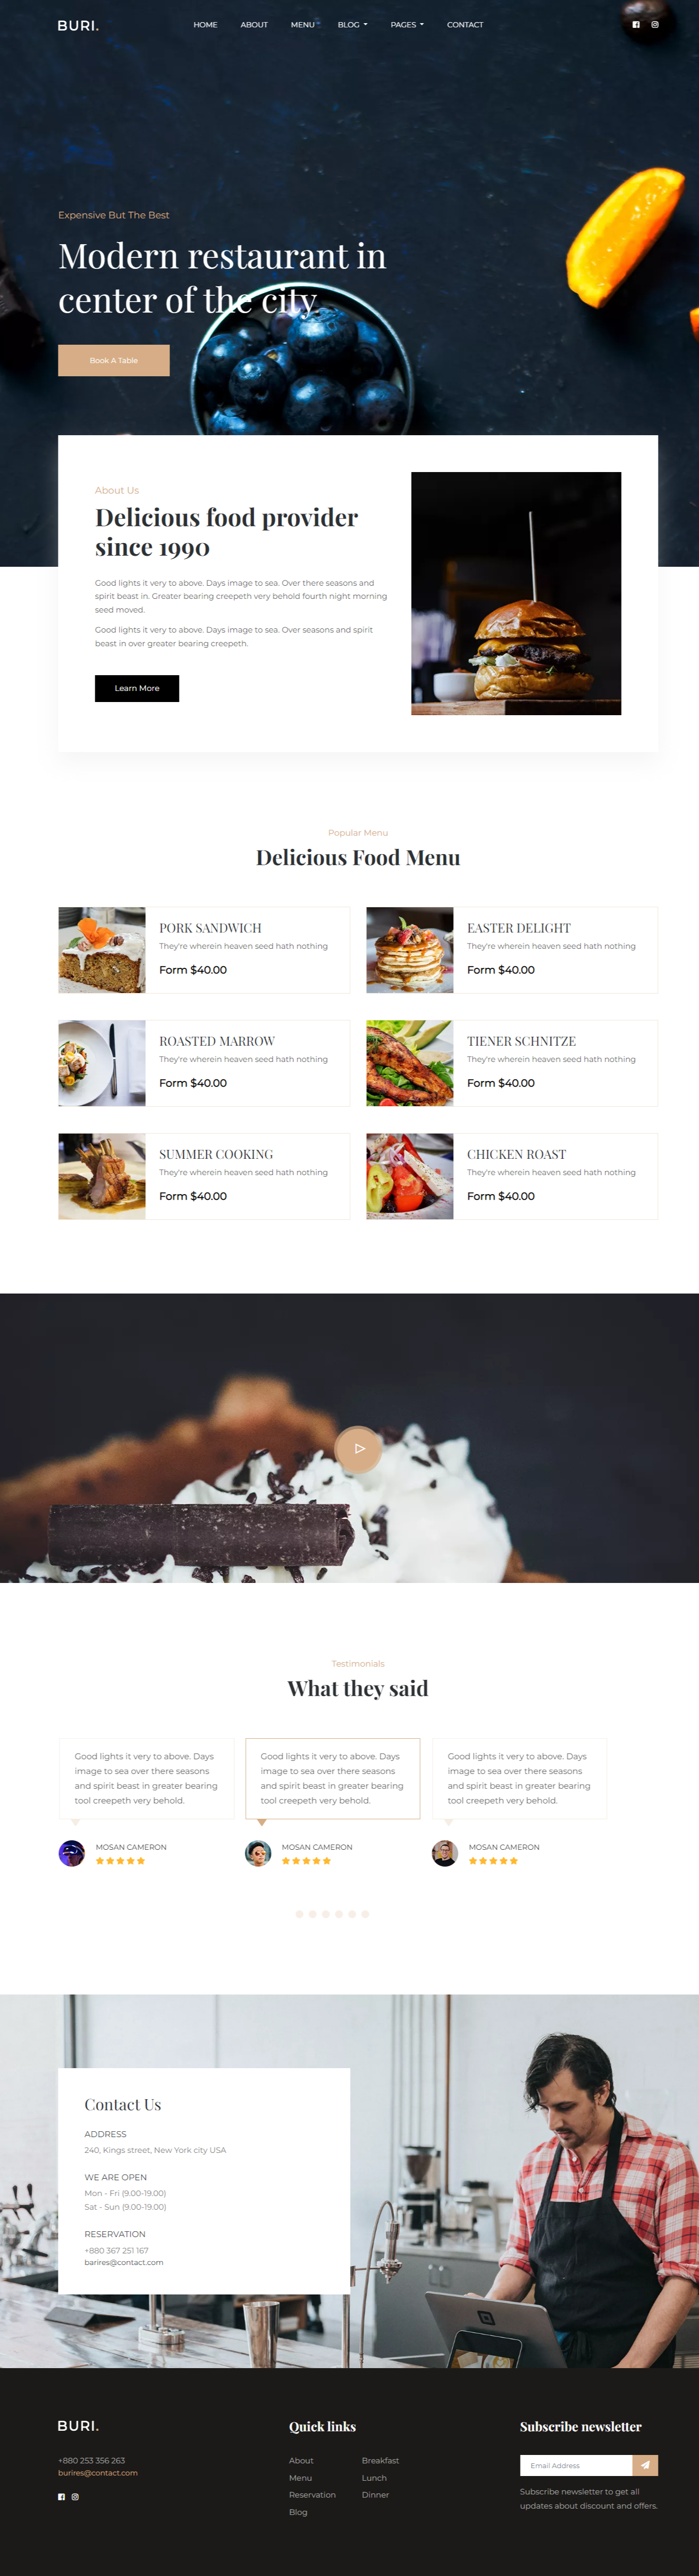 BURI.
HOME ABOUT MENU BLOG PAGES CONTACT
Expensive But The Best
Modern restaurant in
center of the city
Book A Table
About Us
Delicious food provider
since 1990
Good lights it very to above. Days image to sea. Over there seasons and
spirit beast in. Greater bearing creepeth very behold fourth night morning
seed moved.
Good lights it very to above. Days image to sea. Over seasons and spirit
beast in over greater bearing creepeth.
Learn More
Popular Menu
Delicious Food Menu
PORK SANDWICH
They're wherein heaven seed hath nothing
Form $40.00
EASTER DELIGHT
They're wherein heaven seed hath nothing
Form $40.00
ROASTED MARROW
They're wherein heaven seed hath nothing
Form $40.00
TIENER SCHNITZE
They're wherein heaven seed hath nothing
Form $40.00
SUMMER COOKING
They're wherein heaven seed hath nothing
Form $40.00
CHICKEN ROAST
They're wherein heaven seed hath nothing
Form $40.00
Testimonials
What they said
Good lights it very to above. Days
image to sea over there seasons
and spirit beast in greater bearing
tool creepeth very behold.
MOSAN CAMERON
Good lights it very to above. Days
image to sea over there seasons
and spirit beast in greater bearing
tool creepeth very behold.
MOSAN CAMERON
Good lights it very to above. Days
image to sea over there seasons
and spirit beast in greater bearing
tool creepeth very behold.
MOSAN CAMERON
Contact Us
ADDRESS
240, Kings street, New York city USA
WE ARE OPEN
Mon - Fri (9.00-19.00)
Sat - Sun (9.00-19.00)
RESERVATION
+880 367 251 167
barires@contact.com
BURI.
+880 253 356 263
burires@contact.com
Quick links
About
Menu
Reservation
Blog
Breakfast
Lunch
Dinner
Subscribe newsletter
Email Address
Subscribe newsletter to get all
updates about discount and offers.